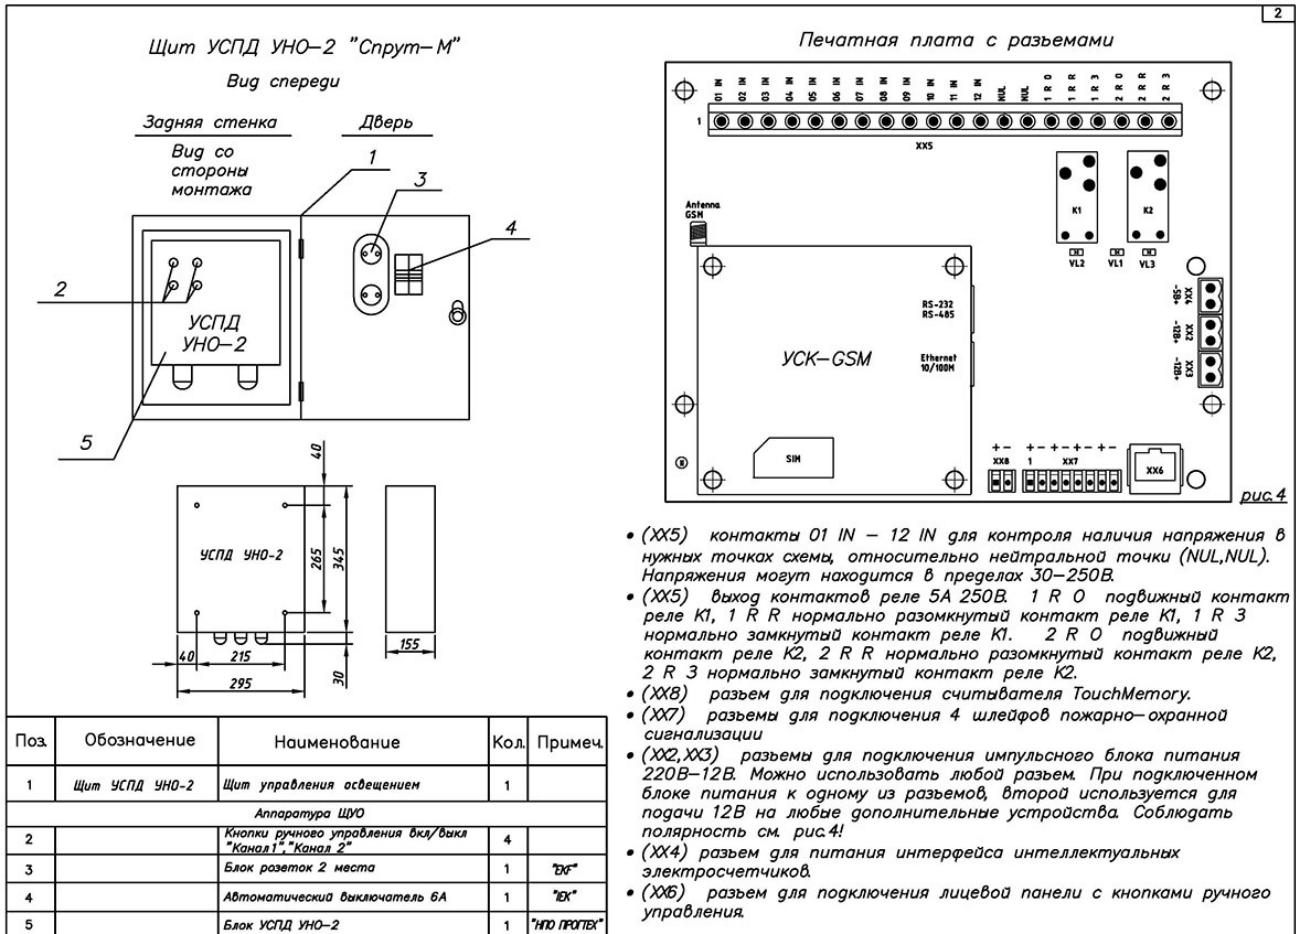 2
Щит УСПД УНО-2 "Спрут-М"
Вид спереди
Задняя стенка
Дверь
Вид со
стороны
монтажа
1
3
4
2
УСПД
УНО-2
5
40
УСПД УНО-2
265
345
40
215
295
30
155
Поз.
Обозначение
Наименование
Кол.
Примеч.
1
Щит УСПД УНО-2
Щит управления освещением
1
Аппаратура ЩУО
2
Кнопки ручного управления вкл/выкл
"Канал1","Канал 2"
4
3
Блок розеток 2 места
1
"EKF"
4
Автоматический выключатель 6А
1
"IEK"
5
Блок УСПД УНО-2
1
"НПО ПРОГТЕХ"
Печатная плата с разъемами
01 IN
02 IN
03 IN
04 IN
05 IN
06 IN
07 IN
08 IN
09 IN
10 IN
11 IN
12 IN
NUL
NUL
1 R O
1 R R
1 R 3
2 R O
2 R R
2 R 3
1
XX5
K1
K2
VL2
VL1
VL3
Antenna
GSM
RS-232
RS-485
УСК-GSM
Ethernet
10/100M
SIM
-5В+
XX4
-12В+
XX2
-12В+
XX3
+ -
XX8
+ - + - + - + -
1
XX7
XX6
рис.4
• (XX5) контакты 01 IN – 12 IN для контроля наличия напряжения в
нужных точках схемы, относительно нейтральной точки (NUL,NUL).
Напряжения могут находится в пределах 30–250В.
• (XX5) выход контактов реле 5А 250В. 1 R O подвижный контакт
реле К1, 1 R R нормально разомкнутый контакт реле К1, 1 R 3
нормально замкнутый контакт реле К1. 2 R O подвижный
контакт реле К2, 2 R R нормально разомкнутый контакт реле К2,
2 R 3 нормально замкнутый контакт реле К2.
• (XX8) разъем для подключения считывателя TouchMemory.
• (XX7) разъемы для подключения 4 шлейфов пожарно-охранной
сигнализации
• (XX2,XX3) разъемы для подключения импульсного блока питания
220В–12В. Можно использовать любой разъем. При подключенном
блоке питания к одному из разъемов, второй используется для
подачи 12В на любые дополнительные устройства. Соблюдать
полярность см. рис.4!
• (XX4) разъем для питания интерфейса интеллектуальных
электросчетчиков.
• (XX6) разъем для подключения лицевой панели с кнопками ручного
управления.